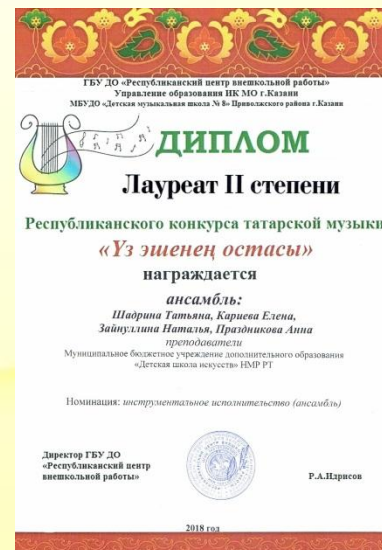 ГБУ ДО «Республиканский центр внешкольной работы»
Управление образования ИК МО г.Казани
МБУДО «Детская музыкальная школа № 8» Приволжского района г.Казани
ДИПЛОМ
Лауреат II степени
Республиканского конкурса татарской музыки
«Үз эшенең остасы»
награждается
ансамбль:
Шадрина Татьяна, Кариева Елена,
Зайнуллина Наталья, Праздникова Анна
преподаватели
Муниципальное бюджетное учреждение дополнительного образования
«Детская школа искусств» НМР РТ
Номинация: инструментальное исполнительство (ансамбль)
Директор ГБУ ДО
«Республиканский центр
внешкольной работы»
Р.А.Идрисов
2018 год